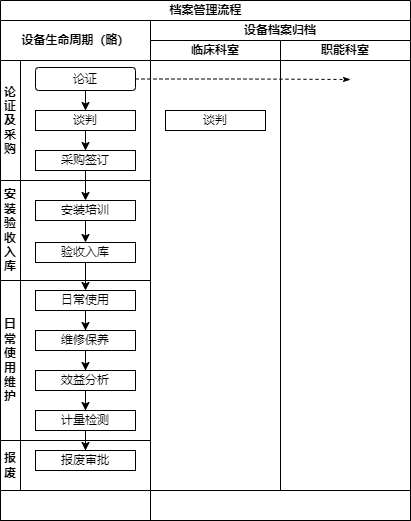 档案管理流程
设备生命周期（略）
设备档案归档
临床科室
职能科室
论证及采购
论证
谈判
谈判
采购签订
安装验收入库
安装培训
验收入库
日常使用维护
日常使用
维修保养
效益分析
计量检测
报废
报废审批